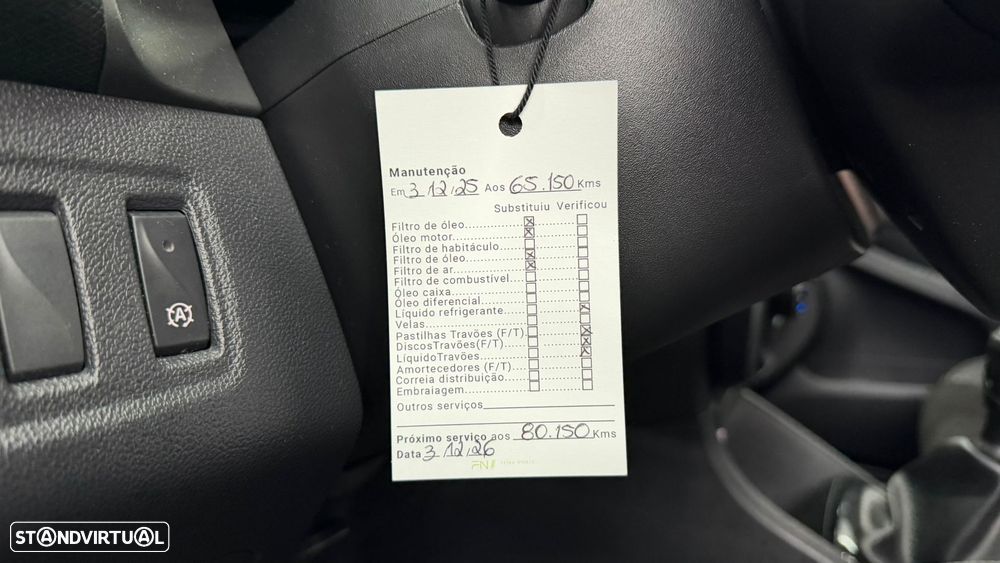 Manutenção
Em 3 /12 /25 Aos 65.150 Kms
Substituiu Verificou
Filtro de óleo
Óleo motor
Filtro de habitáculo
Filtro de óleo
Filtro de ar
Filtro de combustível
Óleo caixa
Óleo diferencial
Líquido refrigerante
Velas
Pastilhas Travões (F/T)
DiscosTravões(F/T)
LíquidoTravões
Amortecedores (F/T)
Correia distribuição
Embraiagem
Outros serviços
Próximo serviço aos 80.150 Kms
Data 3 /12 /26
A
STANDVIRTUAL